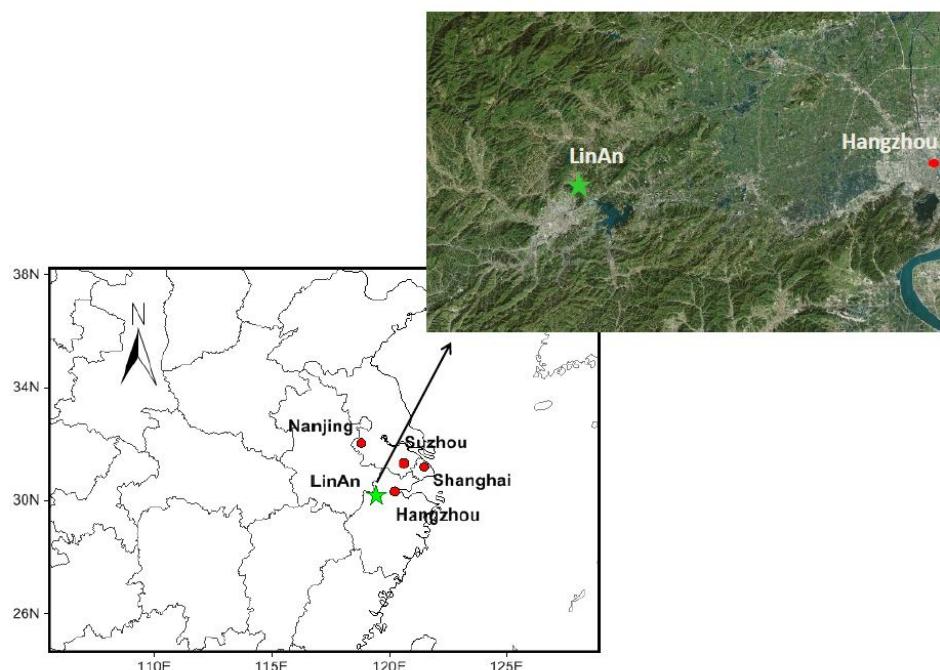 Hangzhou
LinAn
38N
N
34N
Nanjing
Suzhou
LinAn
Shanghai
30N
Hangzhou
26N
110E 115E 120E 125E